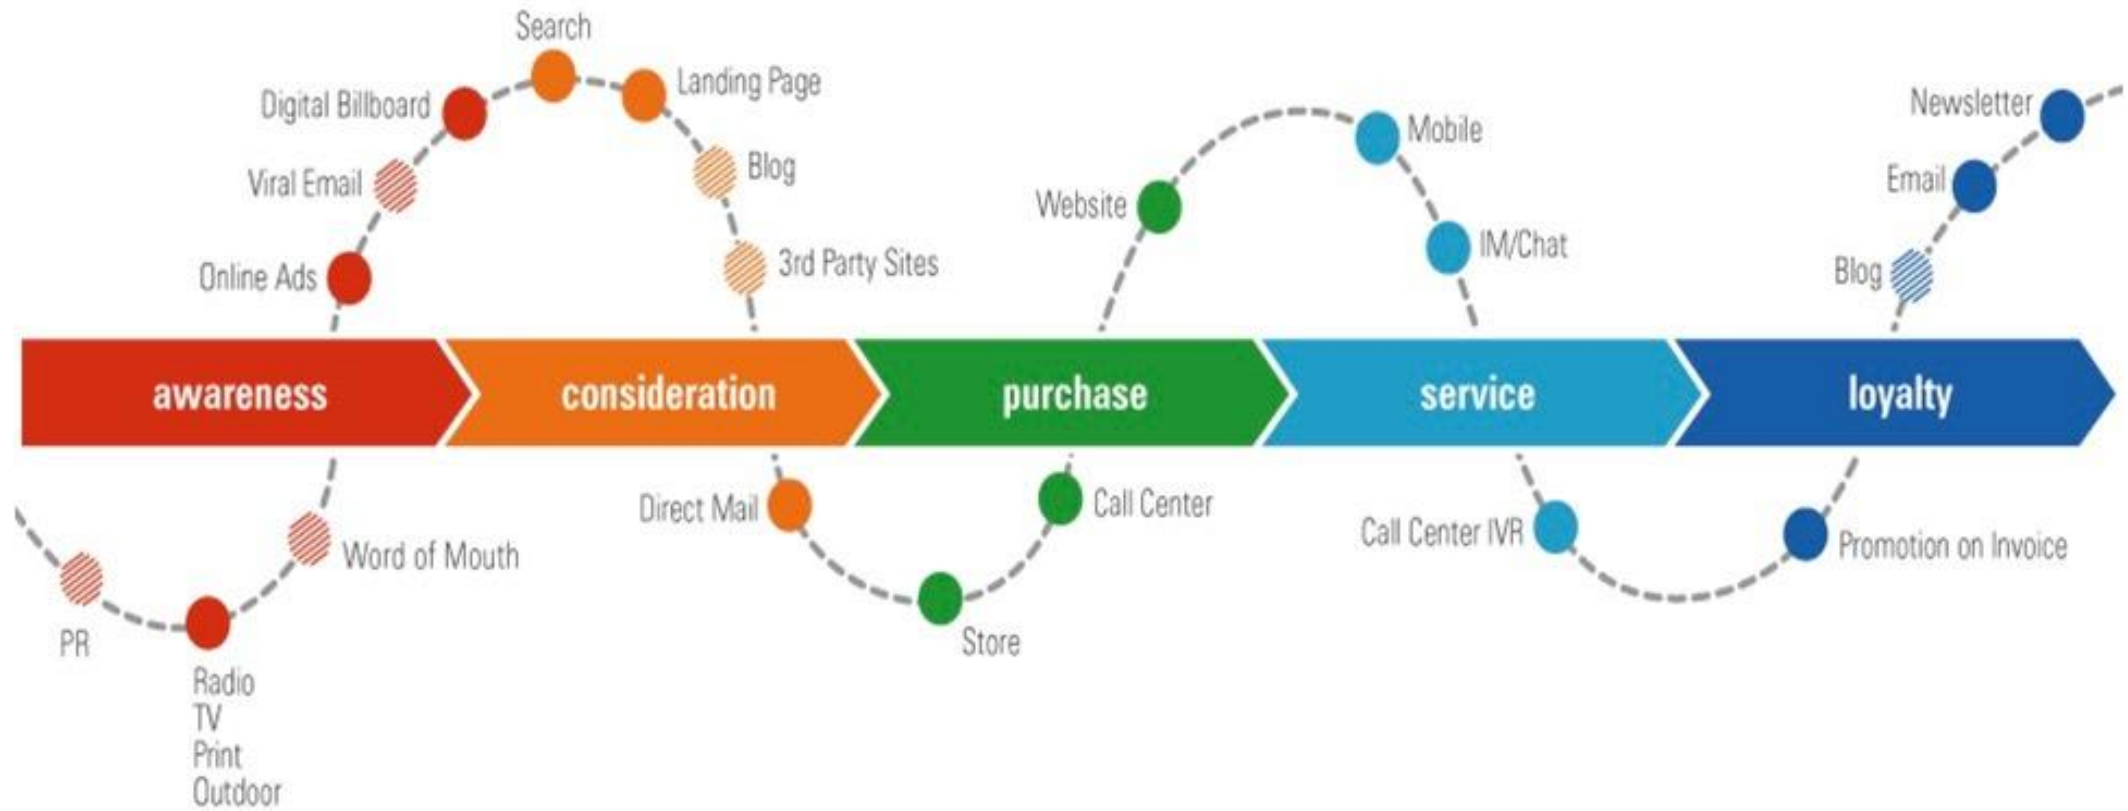 Search
Landing Page
Digital Billboard
Blog
Viral Email
3rd Party Sites
Online Ads
Mobile
Website
IM/Chat
Newsletter
Email
Blog
awareness
consideration
purchase
service
loyalty
Word of Mouth
PR
Radio
TV
Print
Outdoor
Direct Mail
Call Center
Store
Call Center IVR
Promotion on Invoice